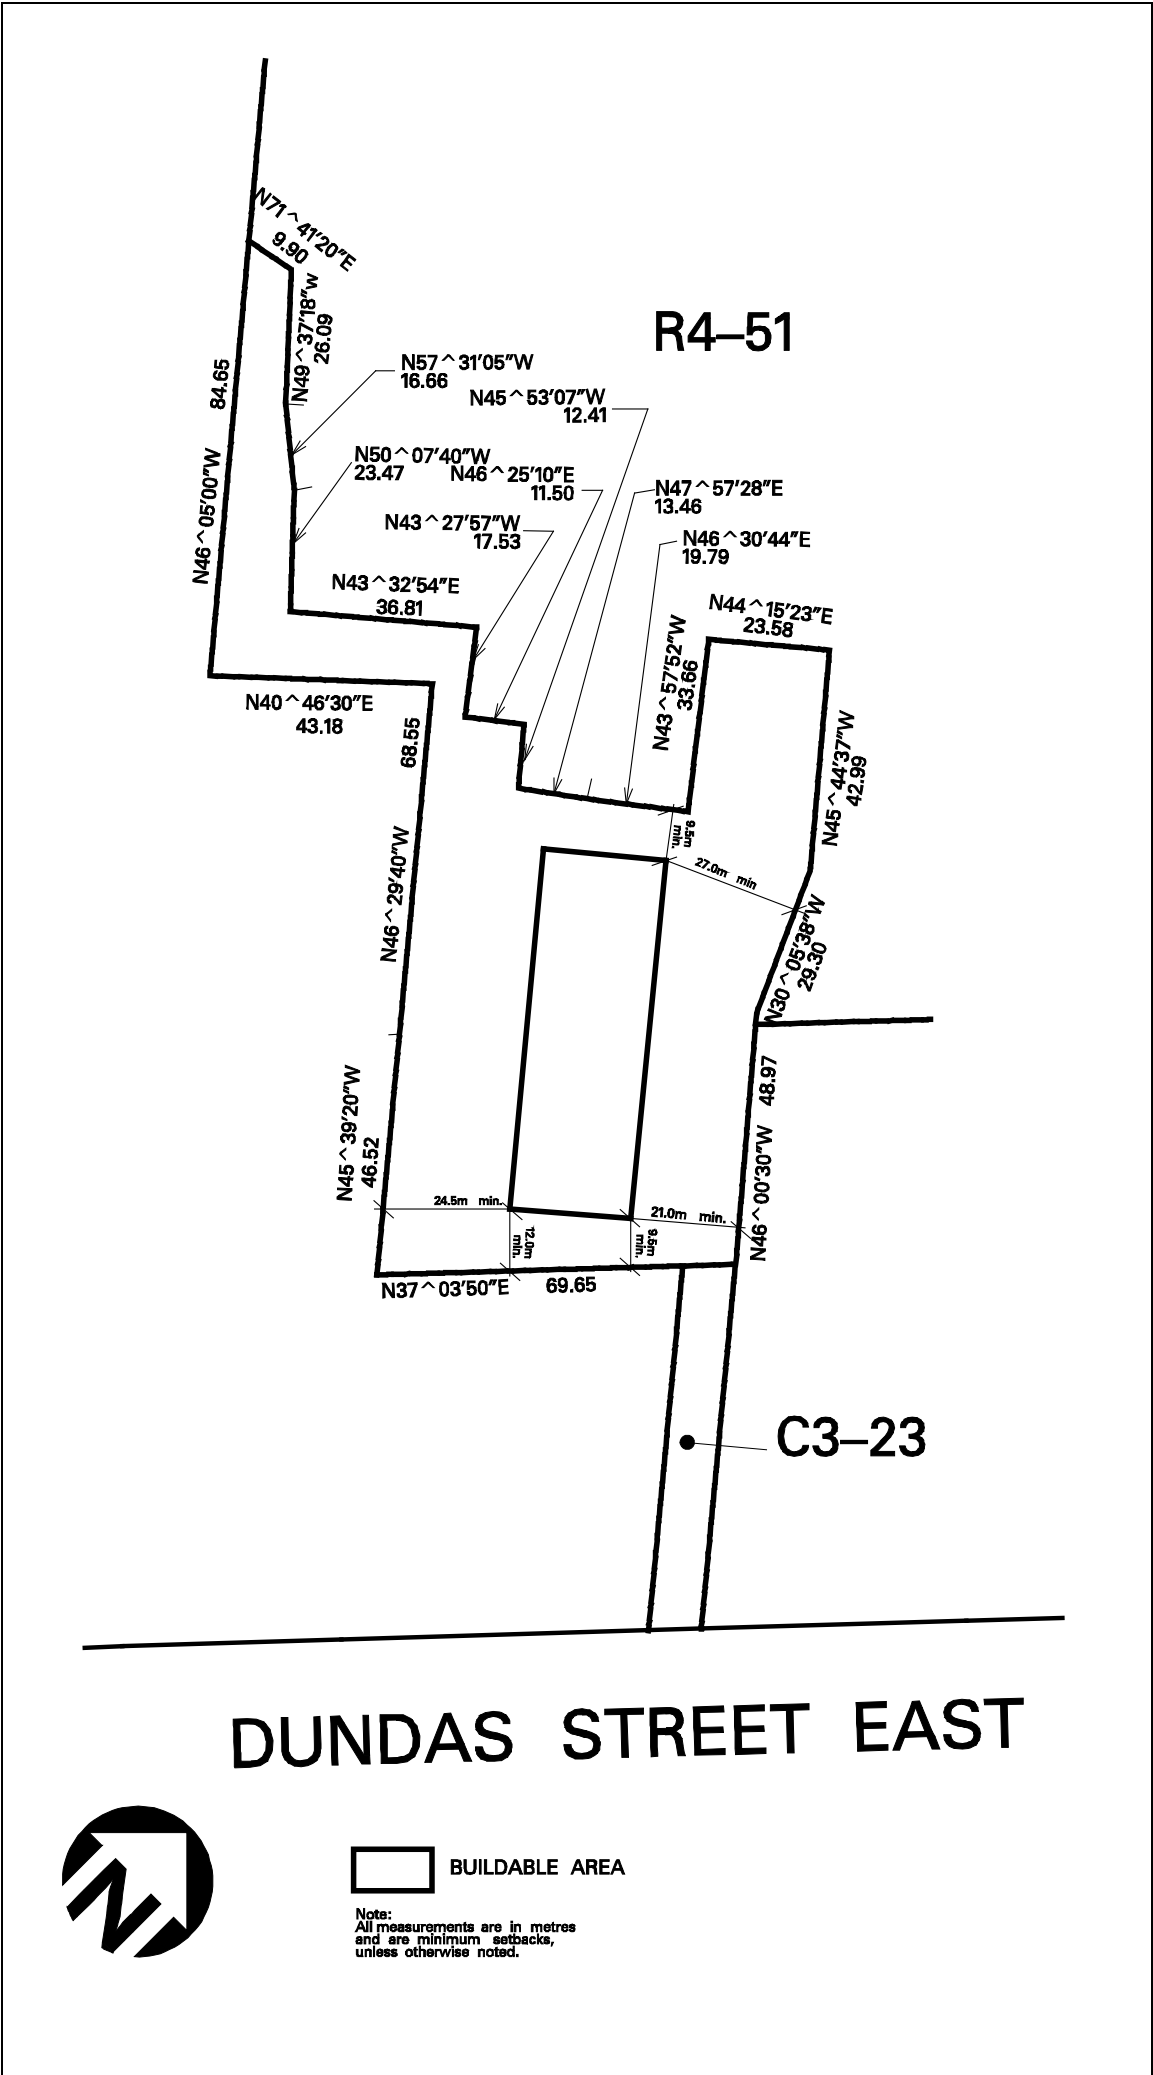 N71^41'20"E
9.90
N49^37'18"w
26.09
R4–51
84.65
N46^05'00"W
N57^31'05"W
16.66
N45^53'07"W
12.41
N50^07'40"W
23.47
N46^25'10"E
11.50
N47^57'28"E
13.46
N43^27'57"W
17.53
N46^30'44"E
19.79
N43^32'54"E
36.81
N44^15'23"E
23.58
N43^57'52"W
33.66
N40^46'30"E
43.18
68.55
N46^29'40"W
N45^44'37"W
42.99
9.5m
min.
27.0m min
N30^05'38"W
29.30
48.97
N46^00'30"W
N45^39'20"W
46.52
24.5m min.
21.0m min.
12.0m
min.
9.5m
min.
N37^03'50"E
69.65
C3–23
DUNDAS STREET EAST
N
BUILDABLE AREA
Note:
All measurements are in metres
and are minimum setbacks,
unless otherwise noted.